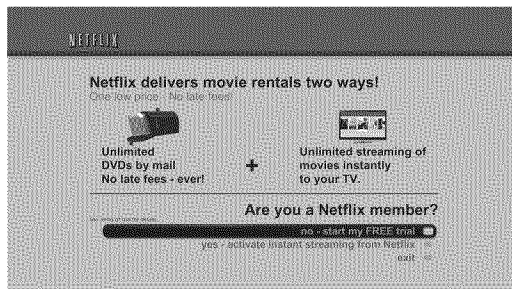 NETFLIX
Netflix delivers movie rentals two ways!
One low price - No late fees!
Unlimited
DVDs by mail
No late fees - ever!
+
Unlimited streaming of
movies instantly
to your TV.
Are you a Netflix member?
no - start my FREE trial
yes - activate instant streaming from Netflix
exit